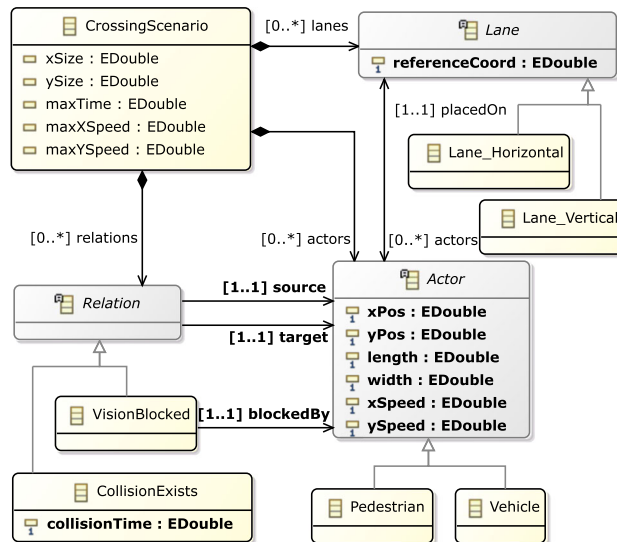 CrossingScenario
xSize : EDouble
ySize : EDouble
maxTime : EDouble
maxXSpeed : EDouble
maxYSpeed : EDouble
[0..*] lanes
Lane
referenceCoord : EDouble
[1..1] placedOn
Lane_Horizontal
Lane_Vertical
[0..*] relations
[0..*] actors
[0..*] actors
Relation
[1..1] source
[1..1] target
Actor
xPos : EDouble
yPos : EDouble
length : EDouble
width : EDouble
xSpeed : EDouble
ySpeed : EDouble
VisionBlocked
[1..1] blockedBy
CollisionExists
collisionTime : EDouble
Pedestrian
Vehicle